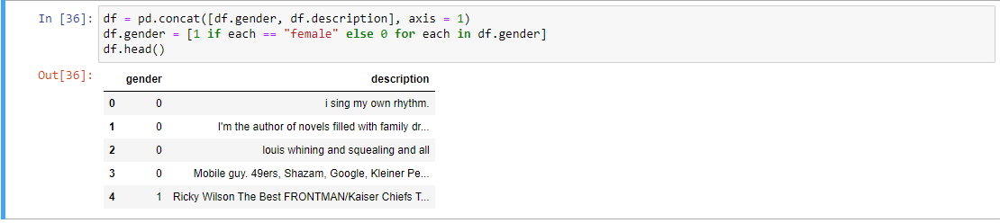 In [36]: df = pd.concat([df.gender, df.description], axis = 1)
df.gender = [1 if each == "female" else 0 for each in df.gender]
df.head()
Out[36]:
gender description
0 0 i sing my own rhythm.
1 0 I'm the author of novels filled with family dr...
2 0 louis whining and squealing and all
3 0 Mobile guy. 49ers, Shazam, Google, Kleiner Pe...
4 1 Ricky Wilson The Best FRONTMAN/Kaiser Chiefs T...